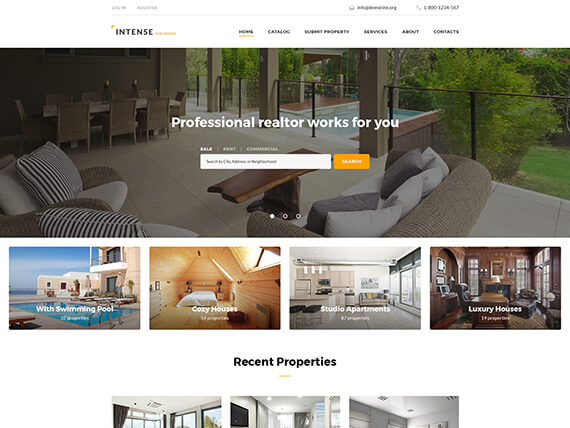 LOG IN REGISTER info@demolink.org 1-800-1234-567
INTENSE real estate HOME CATALOG SUBMIT PROPERTY SERVICES ABOUT CONTACTS
Professional realtor works for you
SALE | RENT | COMMERCIAL
Search to City, Address, or Neighborhood SEARCH
With Swimming Pool
Cozy Houses
Studio Apartments
Luxury Houses
32 properties
54 properties
87 properties
19 properties
Recent Properties